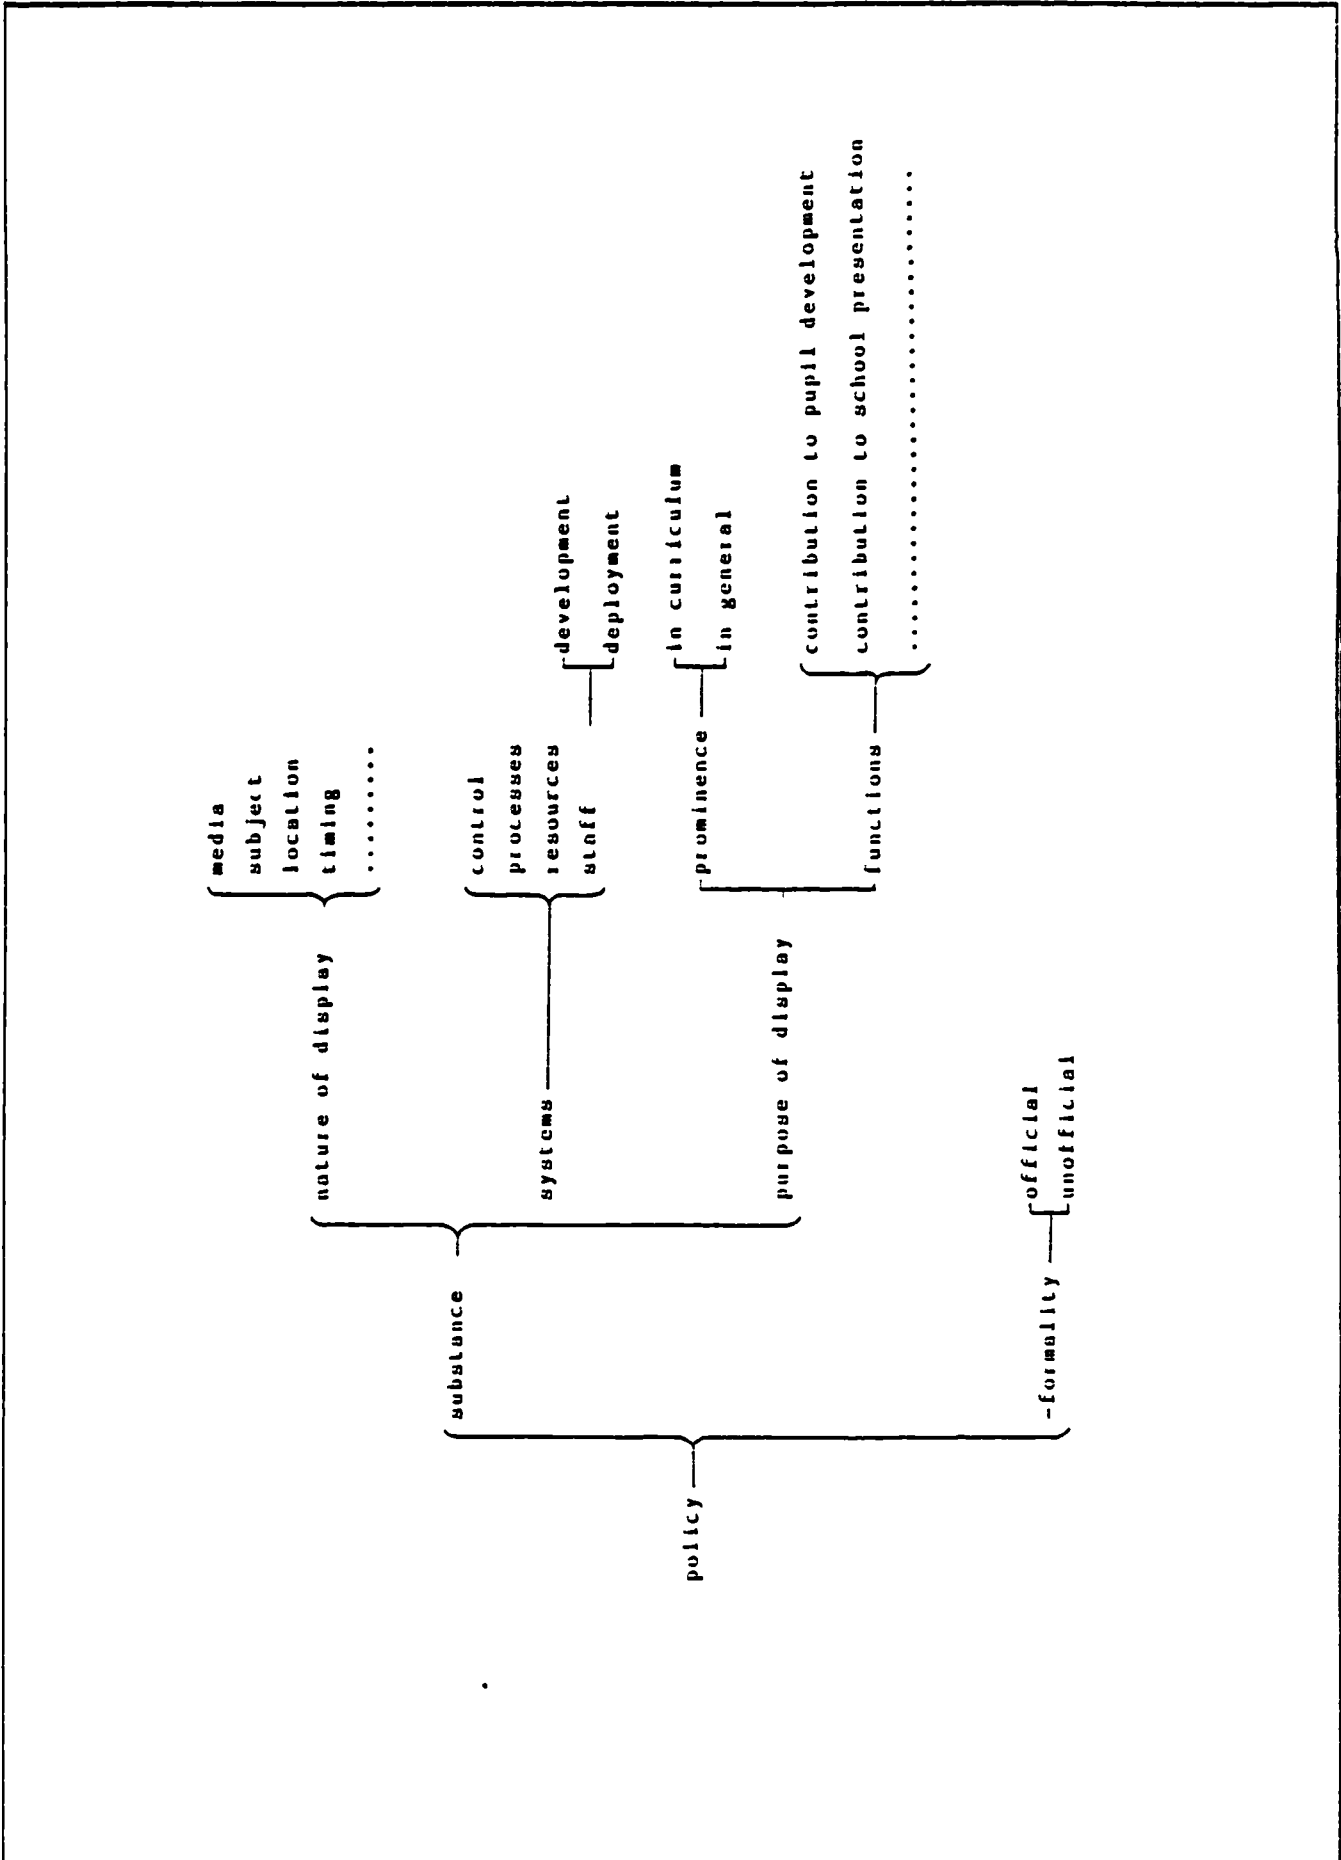 media
subject
location
timing
.........
nature of display
control
processes
resources
staff
development
deployment
systems
substance
prominence
in curriculum
in general
purpose of display
functions
contribution to pupil development
contribution to school presentation
.......................................
policy
-formality
official
unofficial